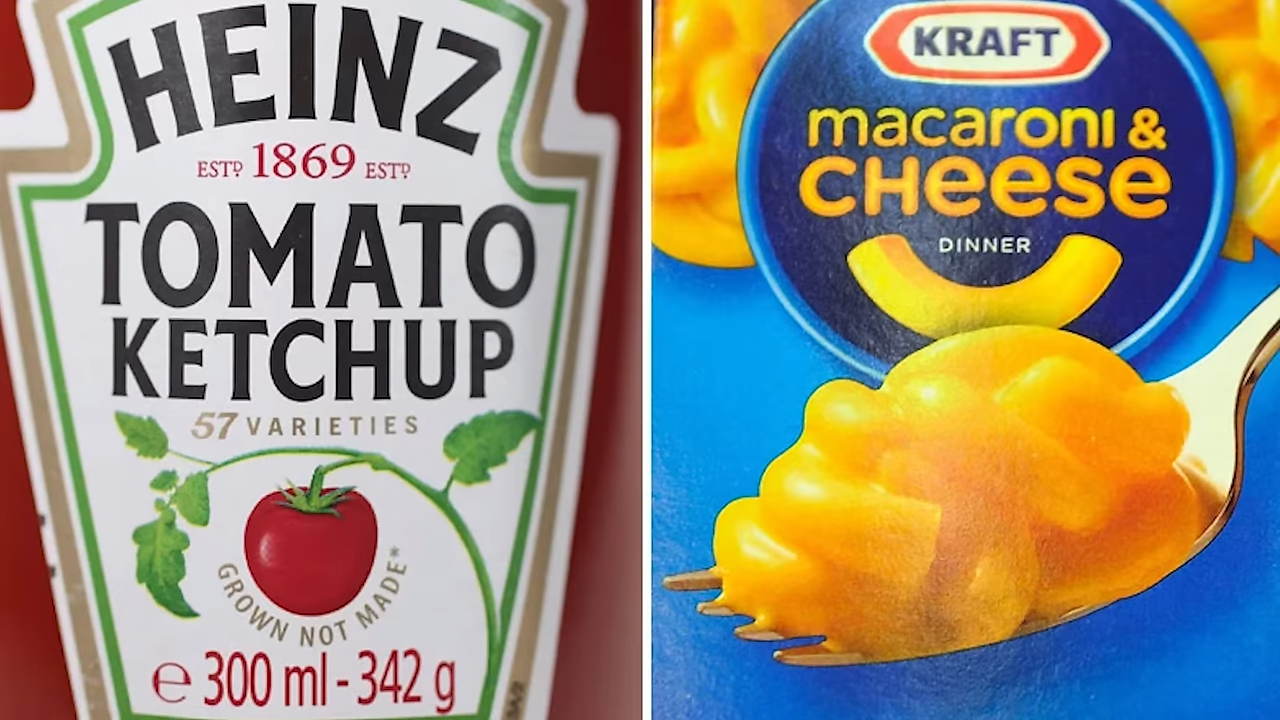 HEINZ
ESTD 1869 ESTD
TOMATO
KETCHUP
57 VARIETIES
GROWN NOT MADE*
e 300 ml - 342 g
KRAFT
macaroni &
cheese
DINNER